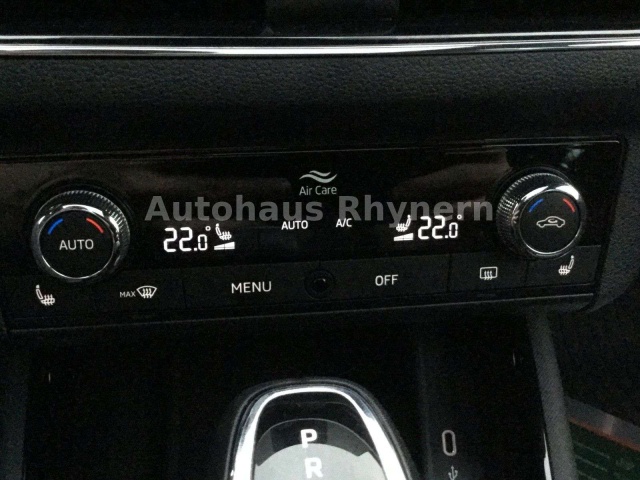 Air Care
Autohaus Rhynern
AUTO
22.0°
AUTO
A/C
22.0°
MAX
MENU
OFF
P
R